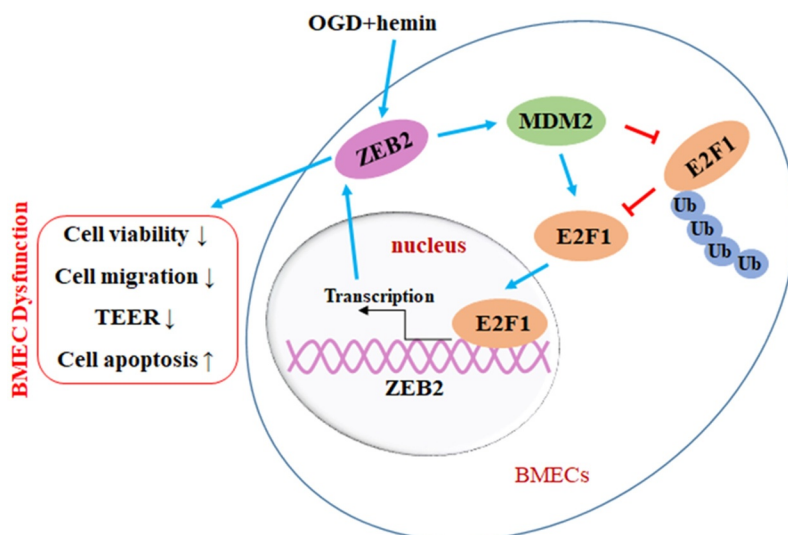 OGD+hemin
ZEB2
MDM2
E2F1
Ub
Ub
Ub
Ub
E2F1
BMEC Dysfunction
Cell viability ↓
Cell migration ↓
TEER ↓
Cell apoptosis ↑
nucleus
Transcription
E2F1
ZEB2
BMECs